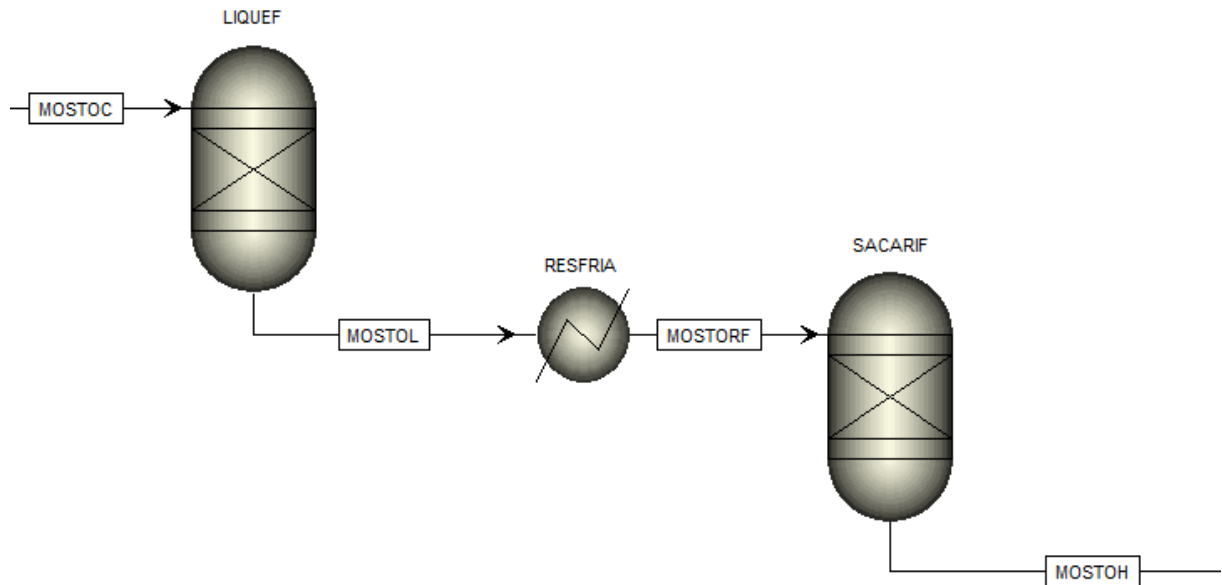 LIQUEF
MOSTOC
SACARIF
RESFRIA
MOSTOL
MOSTORF
MOSTOH